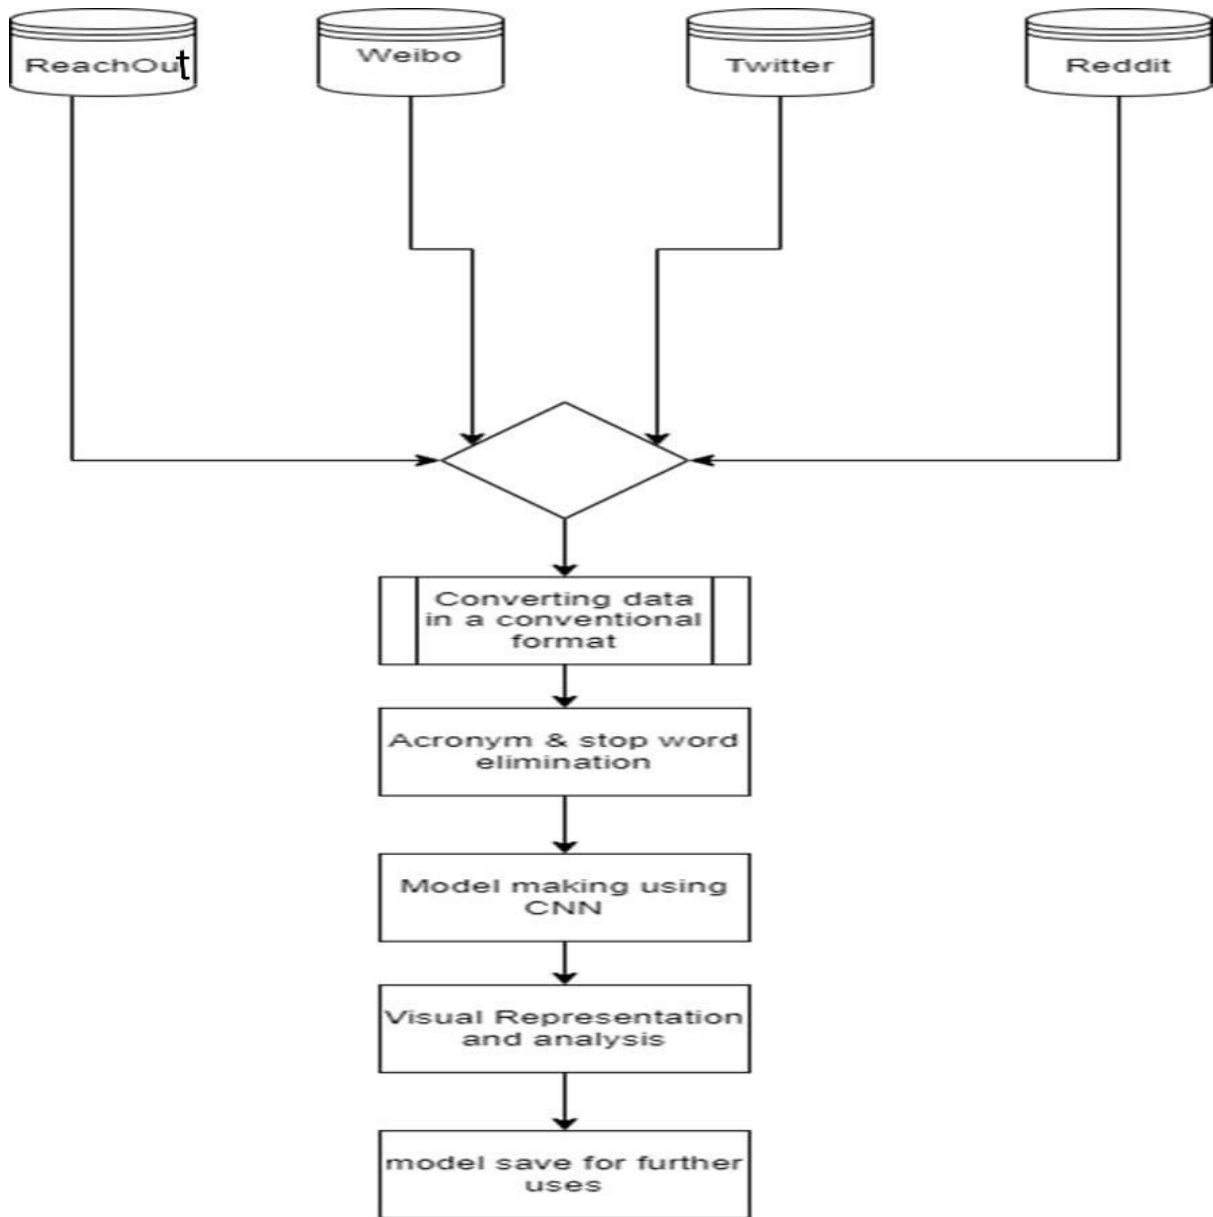 ReachOut
Weibo
Twitter
Reddit
Converting data
in a conventional
format
Acronym & stop word
elimination
Model making using
CNN
Visual Representation
and analysis
model save for further
uses